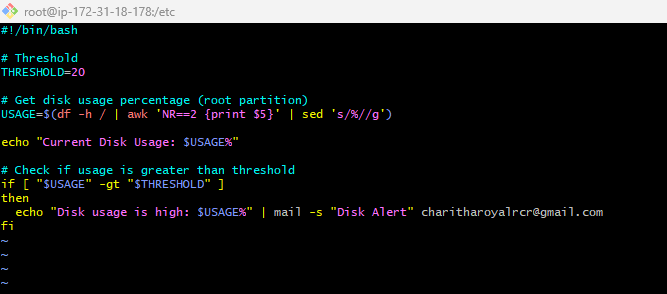 root@ip-172-31-18-178:/etc
#!/bin/bash
# Threshold
THRESHOLD=20
# Get disk usage percentage (root partition)
USAGE=$(df -h / | awk 'NR==2 {print $5}' | sed 's/%//g')
echo "Current Disk Usage: $USAGE%"
# Check if usage is greater than threshold
if [ "$USAGE" -gt "$THRESHOLD" ]
then
  echo "Disk usage is high: $USAGE%" | mail -s "Disk Alert" charitharoyalrcr@gmail.com
fi
~
~
~
~